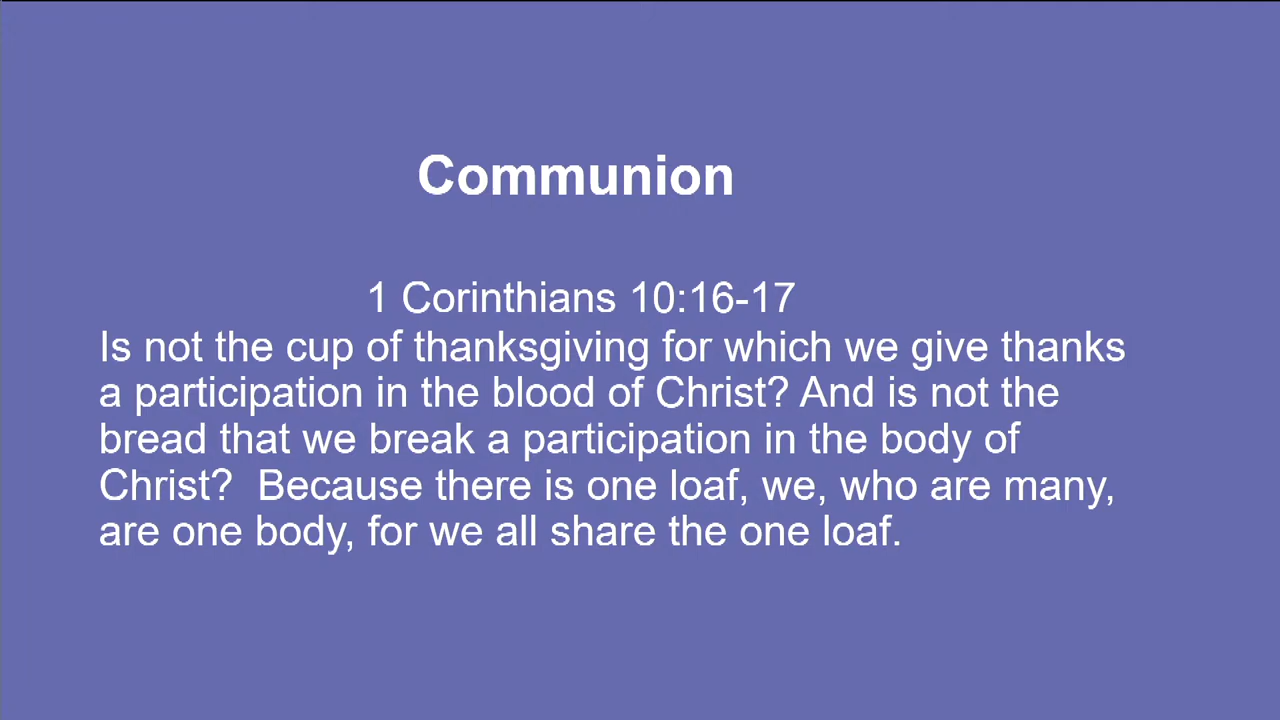 Communion
1 Corinthians 10:16-17
Is not the cup of thanksgiving for which we give thanks
a participation in the blood of Christ? And is not the
bread that we break a participation in the body of
Christ?  Because there is one loaf, we, who are many,
are one body, for we all share the one loaf.